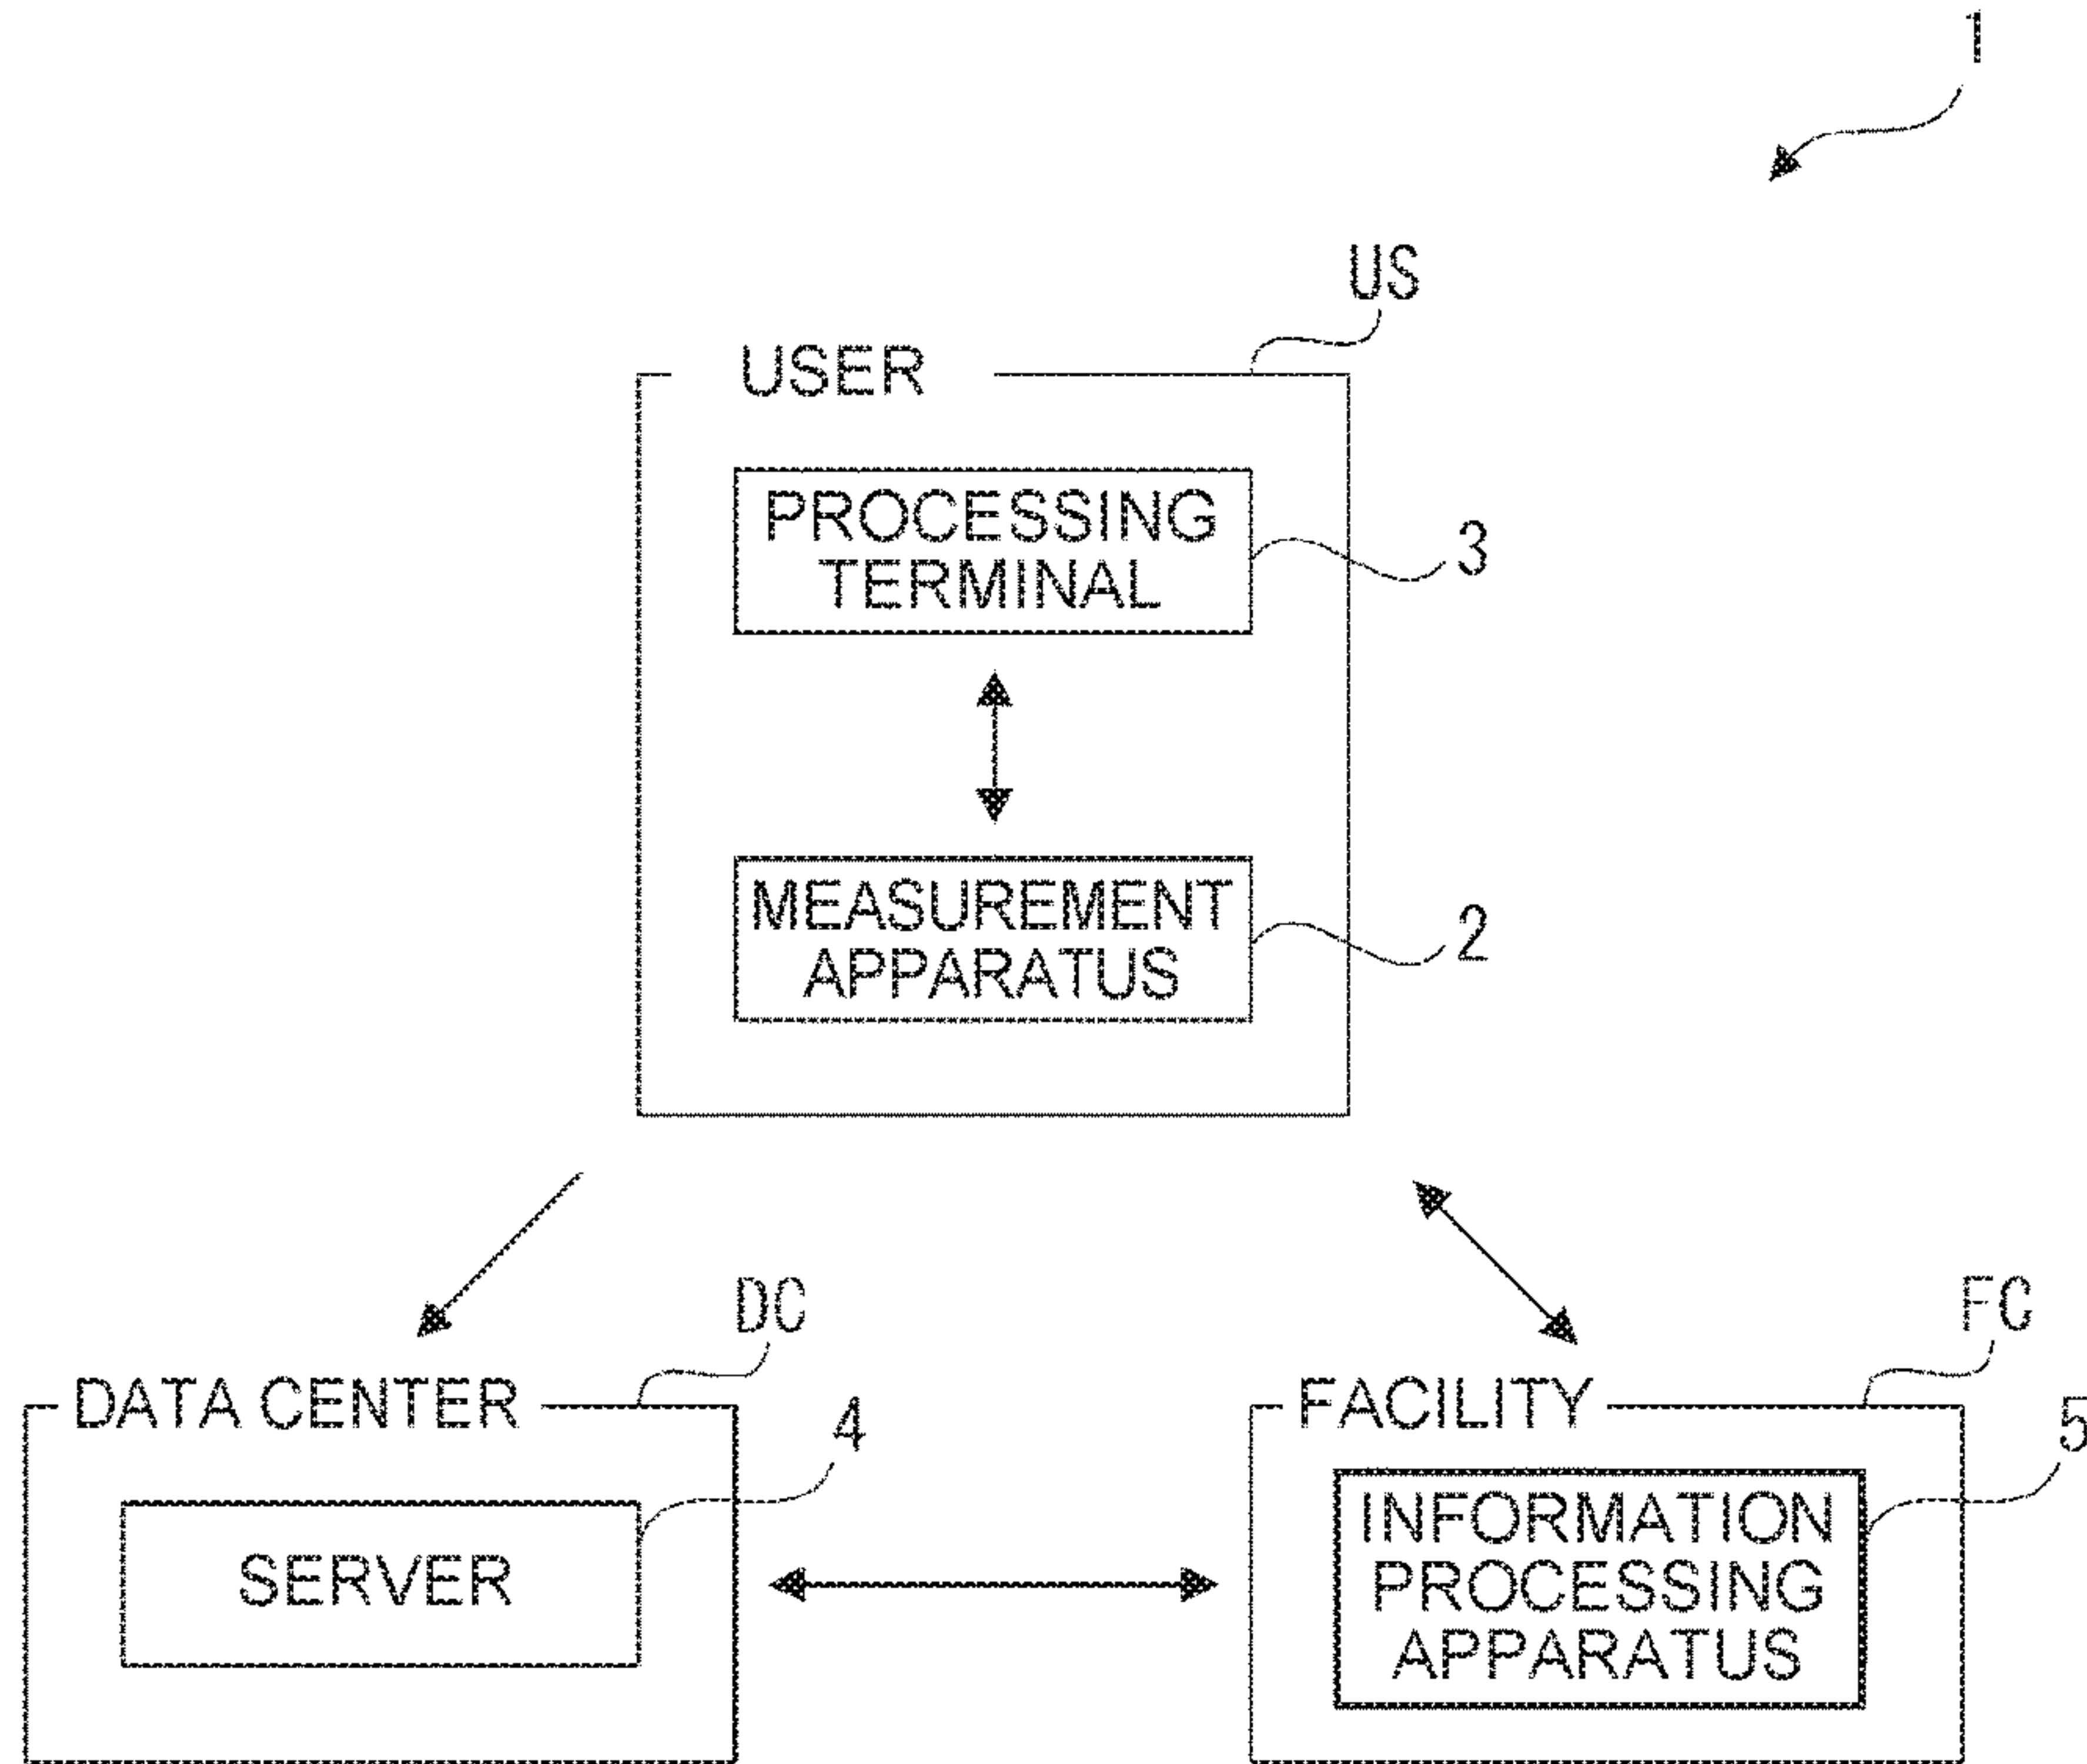 1
US
USER
PROCESSING
TERMINAL
3
MEASUREMENT
APPARATUS
2
DC
DATA CENTER
4
SERVER
FC
FACILITY
5
INFORMATION
PROCESSING
APPARATUS